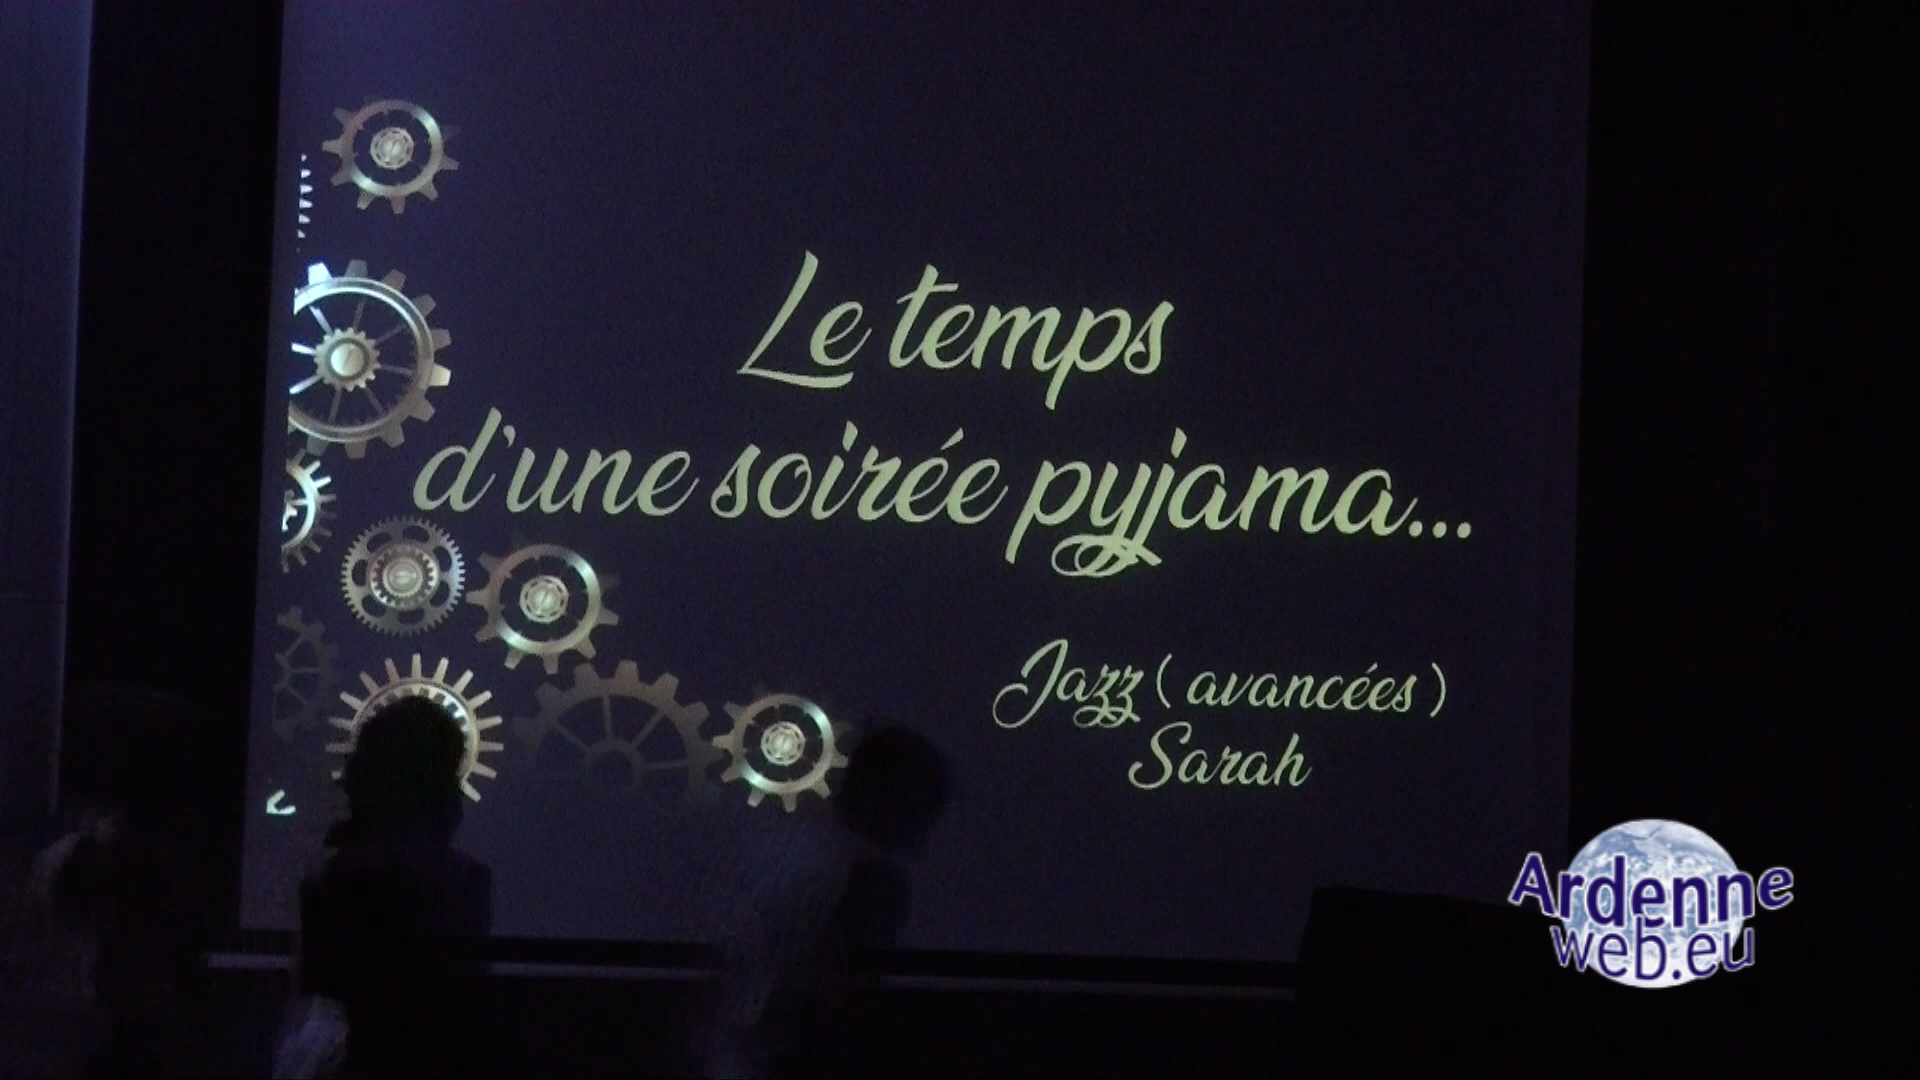 Le temps
d'une soirée pyjama...
Jazz ( avancées )
Sarah
Ardenne
web.eu